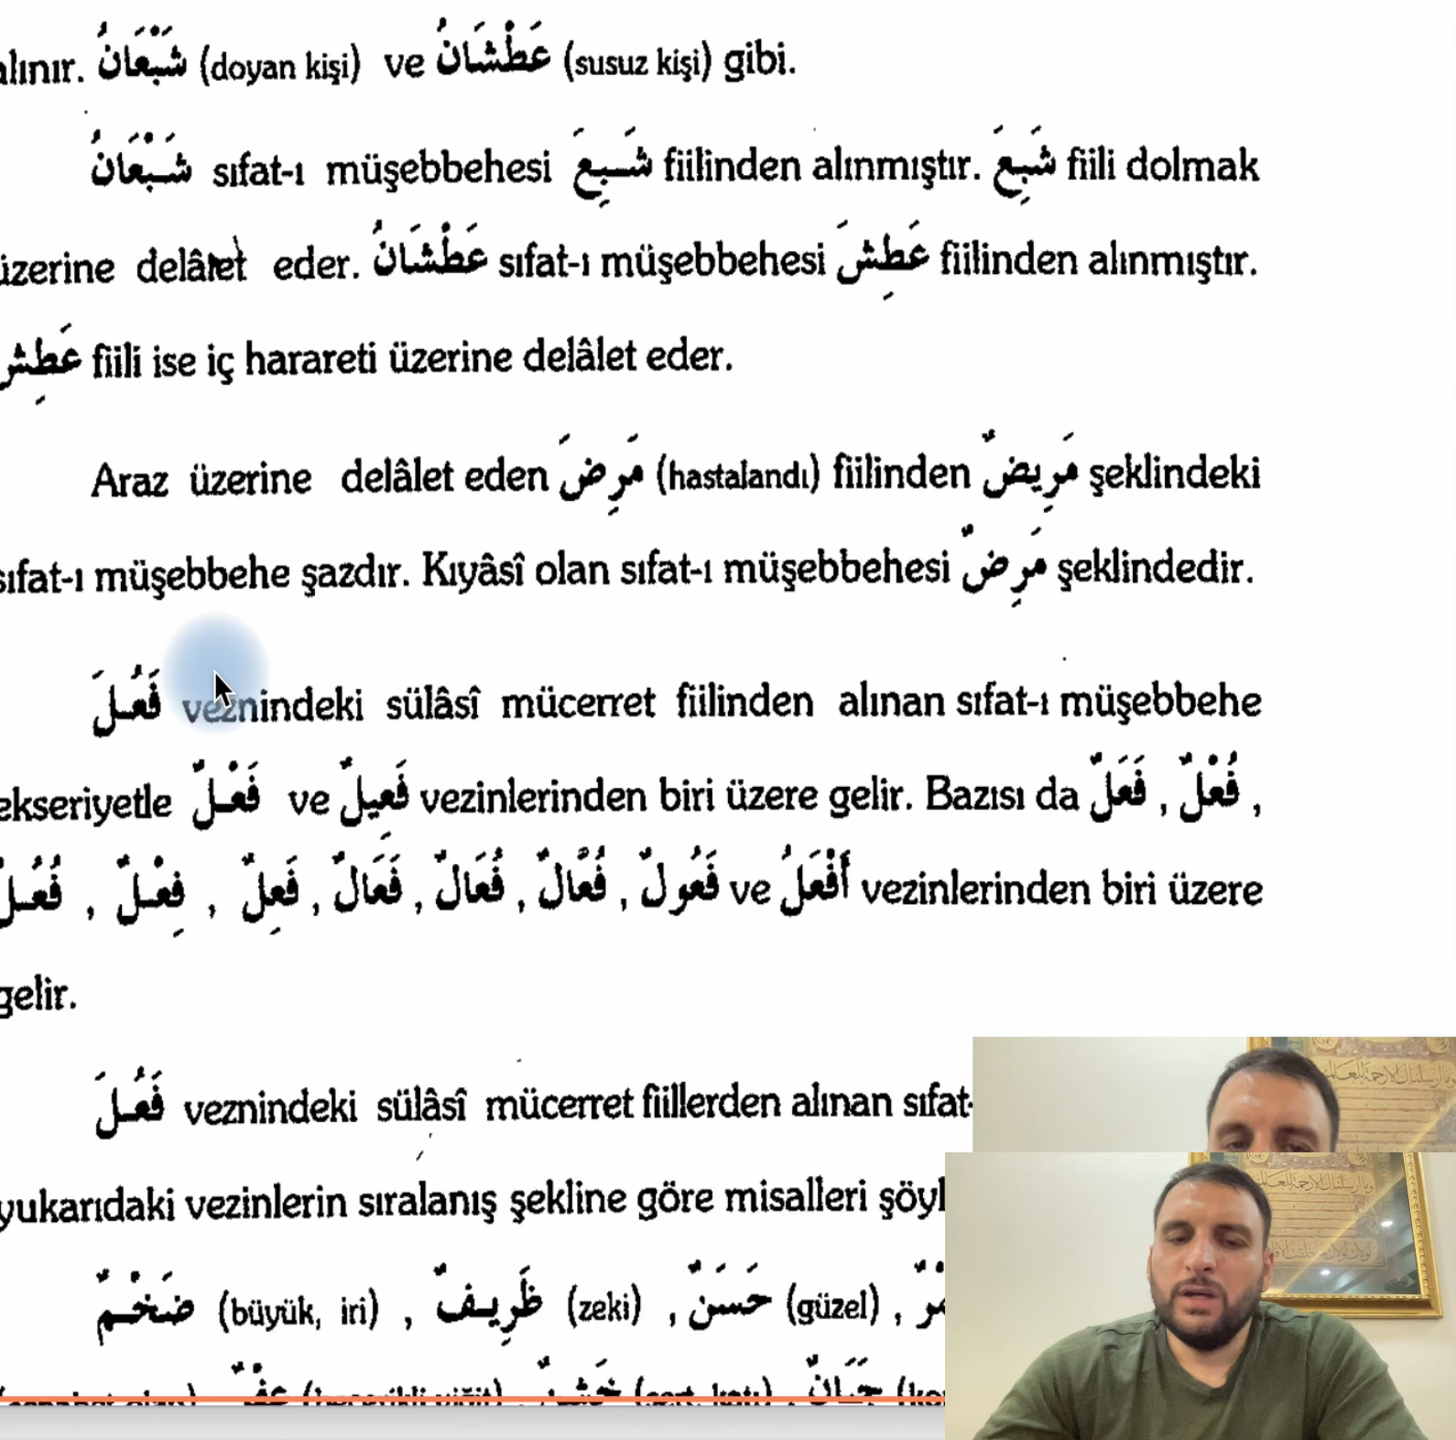 alınır. شَبْعَانُ (doyan kişi) ve عَطْشَانُ (susuz kişi) gibi.
شَبْعَانُ sıfat-ı müşebbehesi شَبِعَ fiilinden alınmıştır. شَبِعَ fiili dolmak
üzerine delâlet eder. عَطْشَانُ sıfat-ı müşebbehesi عَطِشَ fiilinden alınmıştır.
عَطِشَ fiili ise iç harareti üzerine delâlet eder.
Araz üzerine delâlet eden مَرِضَ (hastalandı) fiilinden مَرِيضٌ şeklindeki
sıfat-ı müşebbehe şazdır. Kıyâsî olan sıfat-ı müşebbehesi مَرِضٌ şeklindedir.
فَعُلَ veznindeki sülâsî mücerret fiilinden alınan sıfat-ı müşebbehe
ekseriyetle فَعْلٌ ve فَعِيلٌ vezinlerinden biri üzere gelir. Bazısı da فَعَلٌ , فُعْلٌ ,
فُعُلٌ , فِعْلٌ , فَعِلٌ , فَعَالٌ , فُعَالٌ , فُعَّالٌ , فَعُولٌ ve أَفْعَلُ vezinlerinden biri üzere
gelir.
فَعُلَ veznindeki sülâsî mücerret fiillerden alınan sıfat-
yukarıdaki vezinlerin sıralanış şekline göre misalleri şöyl
ضَخْمٌ (büyük, iri) , ظَرِيفٌ (zeki) , حَسَنٌ (güzel) ,